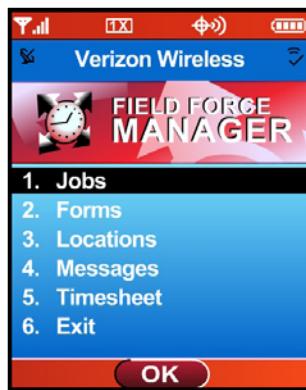 1X
Verizon Wireless
FIELD FORCE
MANAGER
1. Jobs
2. Forms
3. Locations
4. Messages
5. Timesheet
6. Exit
OK